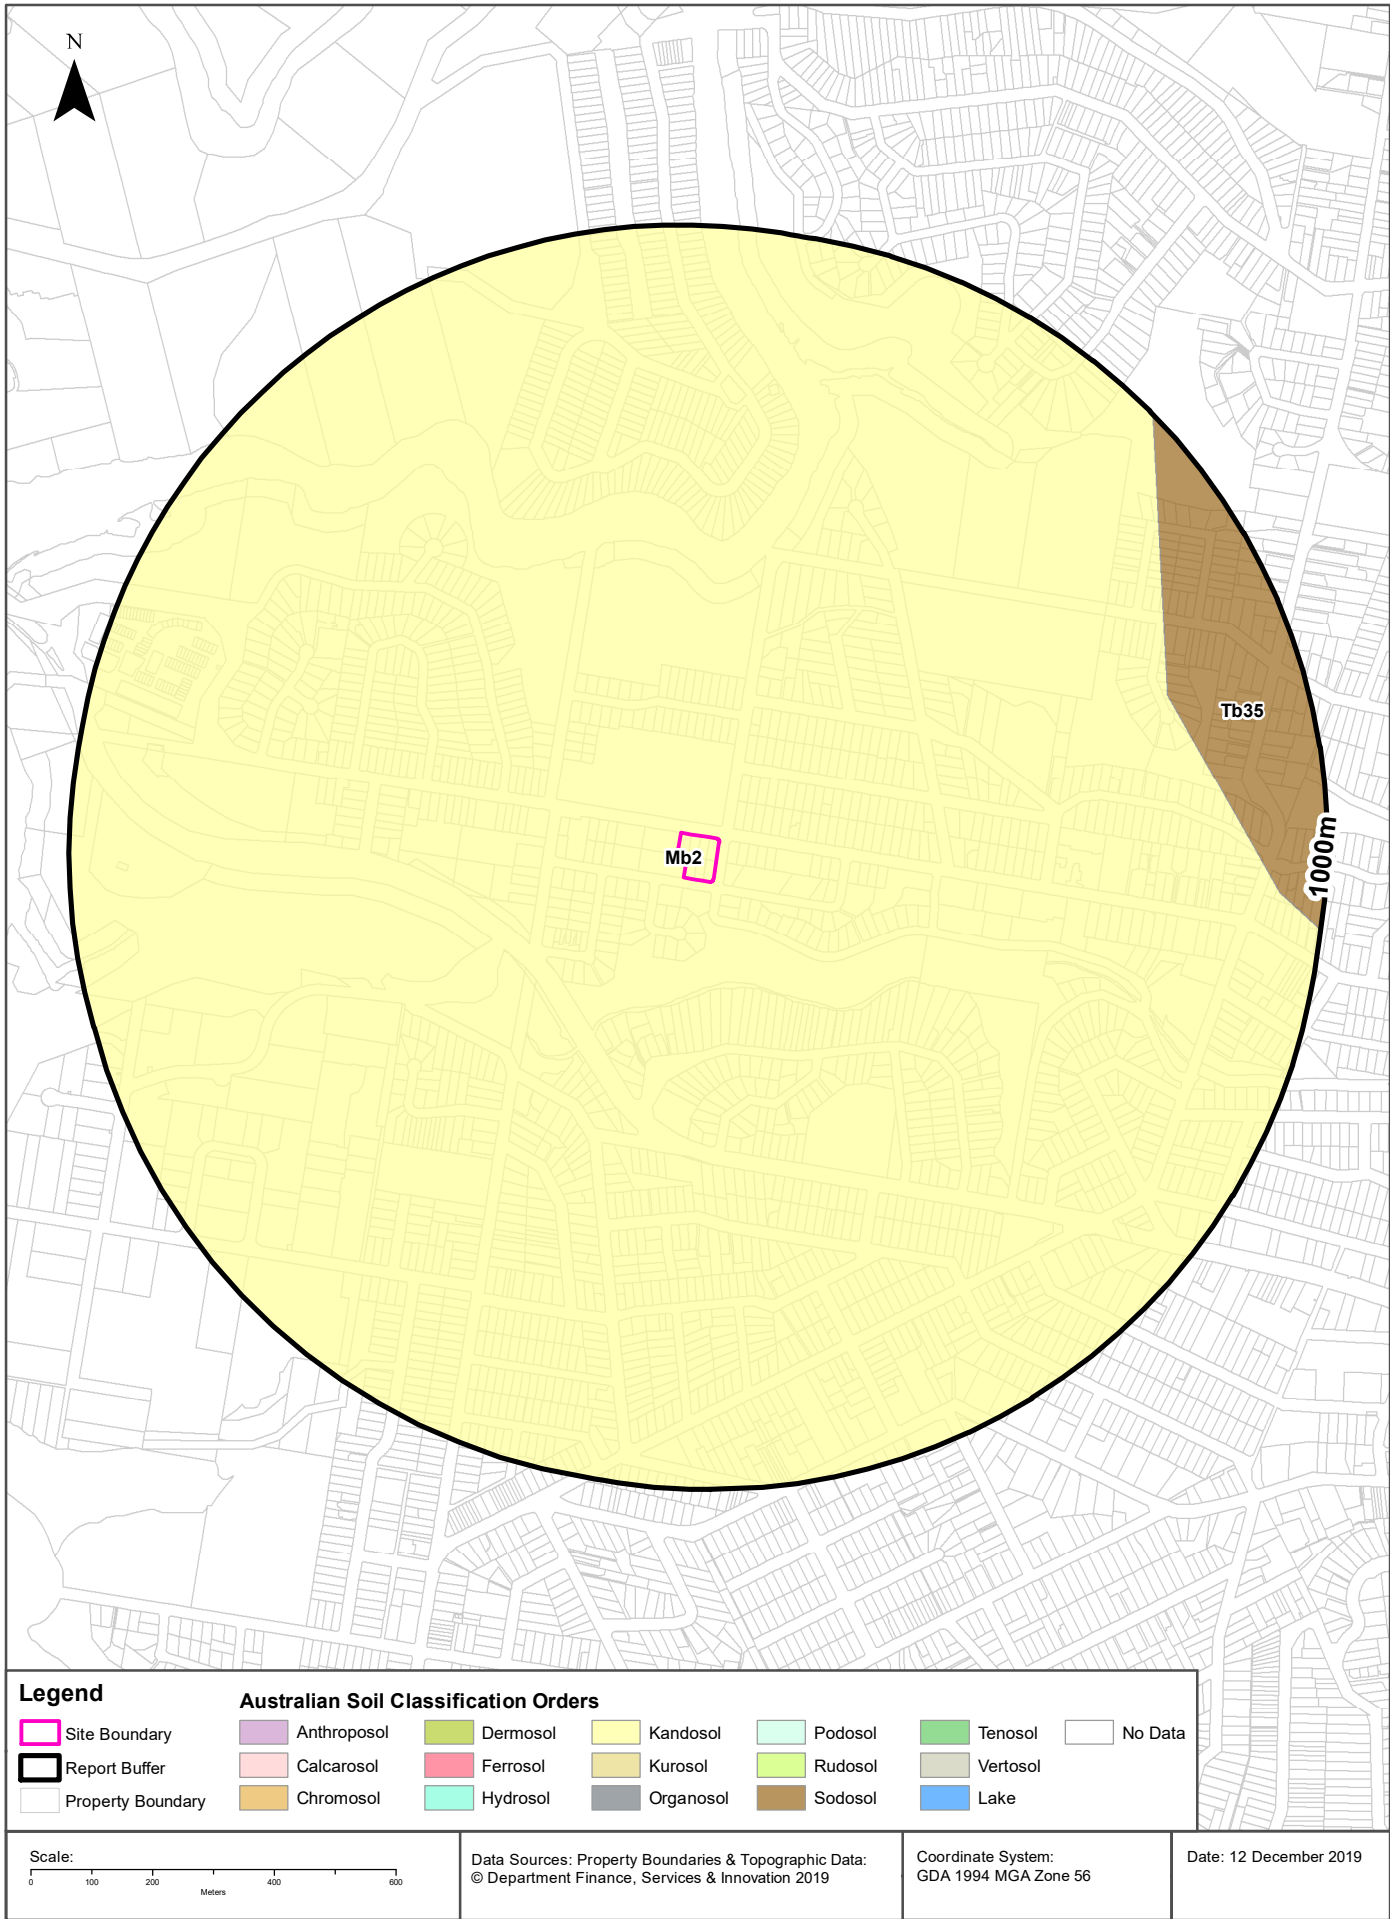 N
Tb35
Mb2
1000m
Legend
Site Boundary
Report Buffer
Property Boundary
Australian Soil Classification Orders
Anthroposol
Calcarosol
Chromosol
Dermosol
Ferrosol
Hydrosol
Kandosol
Kurosol
Organosol
Podosol
Rudosol
Sodosol
Tenosol
Vertosol
Lake
No Data
Scale:
0 100 200 400 600
Meters
Data Sources: Property Boundaries & Topographic Data:
© Department Finance, Services & Innovation 2019
Coordinate System:
GDA 1994 MGA Zone 56
Date: 12 December 2019